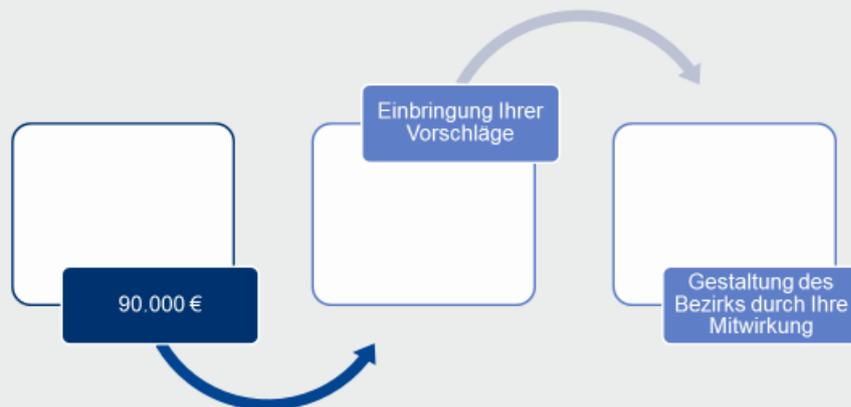 90.000 €
Einbringung Ihrer
Vorschläge
Gestaltung des
Bezirks durch Ihre
Mitwirkung